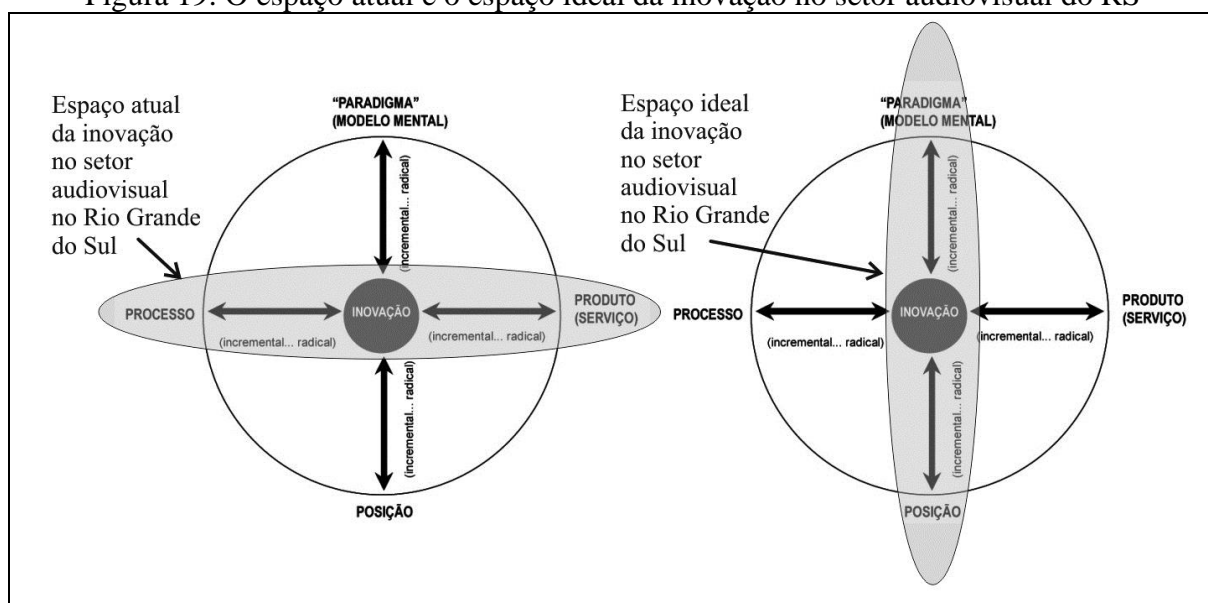 Figura 19: O espaço atual e o espaço ideal da inovação no setor audiovisual do RS
Espaço atual
da inovação
no setor
audiovisual
no Rio Grande
do Sul
"PARADIGMA"
(MODELO MENTAL)
(incremental... radical)
PROCESSO
INOVAÇÃO
PRODUTO
(SERVIÇO)
(incremental... radical)
(incremental... radical)
(incremental... radical)
POSIÇÃO
Espaço ideal
da inovação
no setor
audiovisual
no Rio Grande
do Sul
"PARADIGMA"
(MODELO MENTAL)
(incremental... radical)
PROCESSO
INOVAÇÃO
PRODUTO
(SERVIÇO)
(incremental... radical)
(incremental... radical)
(incremental... radical)
POSIÇÃO